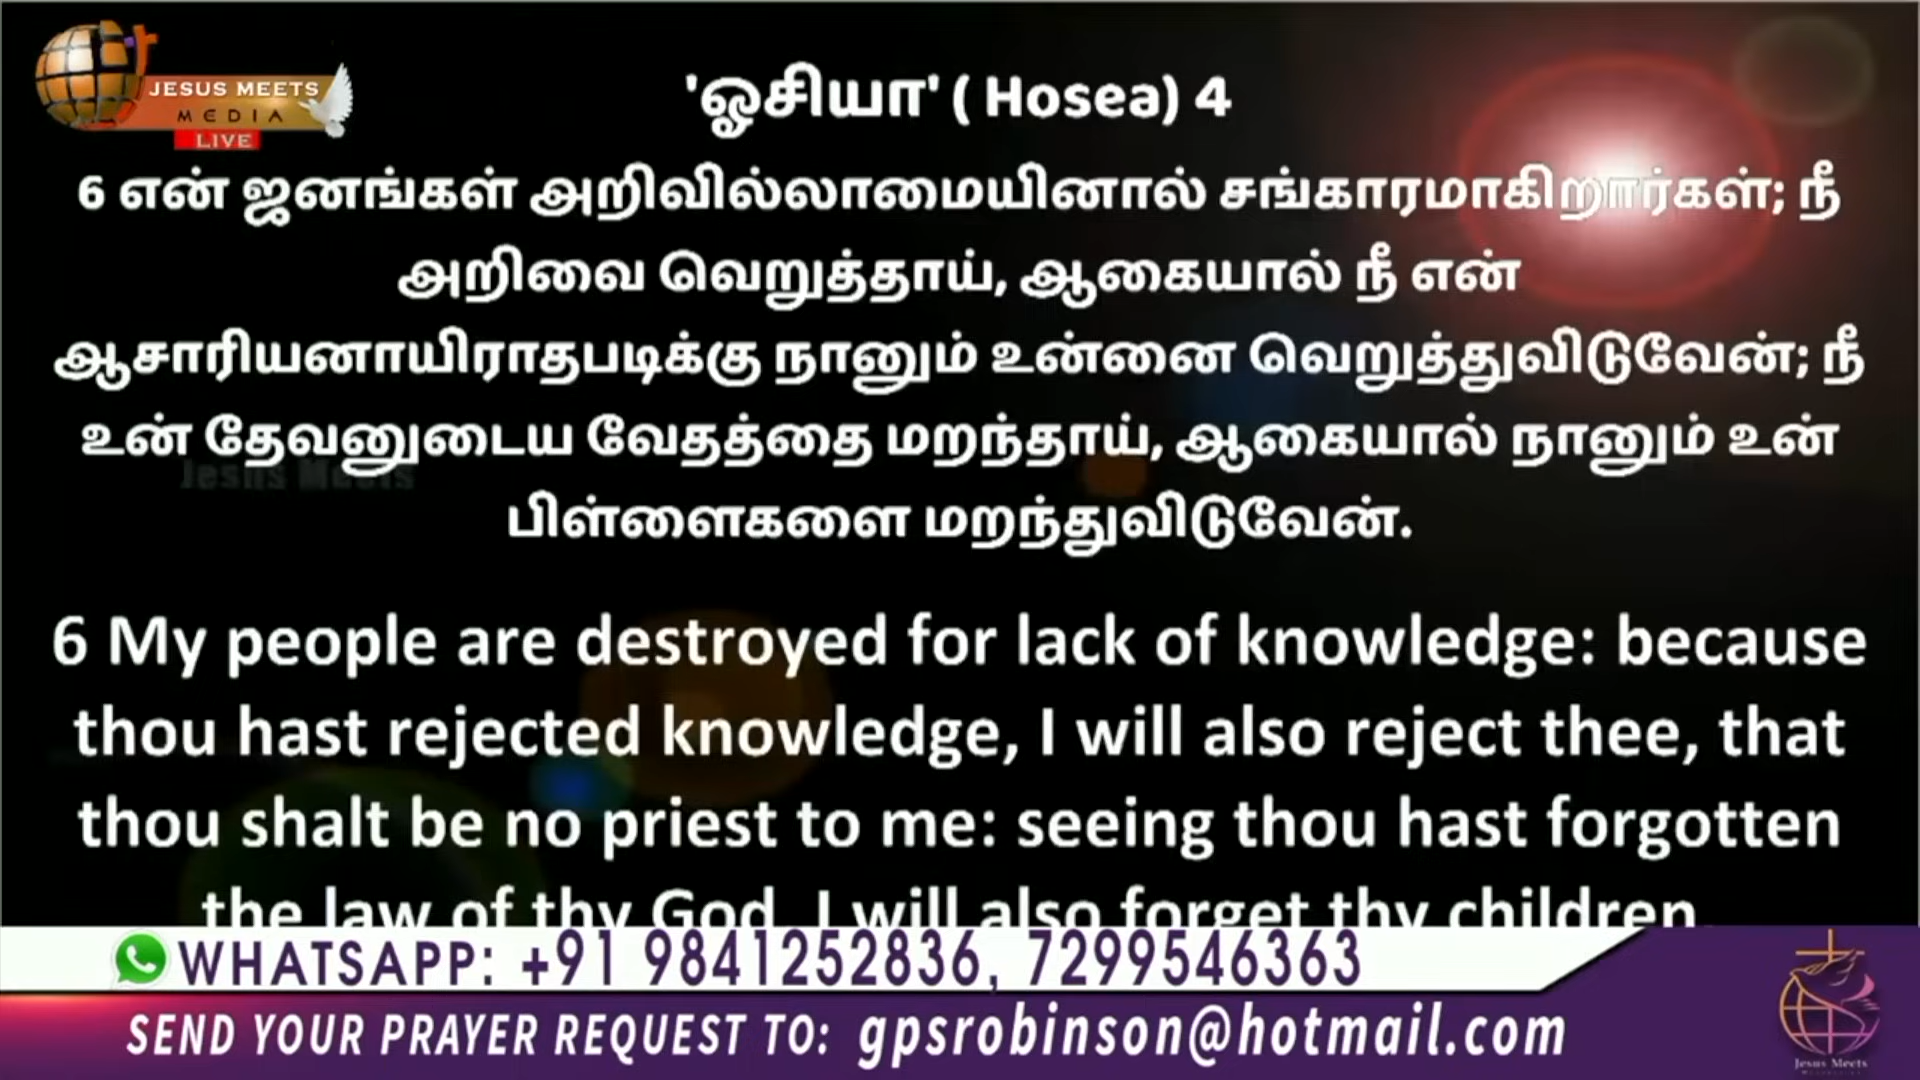 JESUS MEETS
MEDIA
LIVE
'ஓசியா' ( Hosea) 4
6 என் ஜனங்கள் அறிவில்லாமையினால் சங்காரமாகிறார்கள்; நீ
அறிவை வெறுத்தாய், ஆகையால் நீ என்
ஆசாரியனாயிராதபடிக்கு நானும் உன்னை வெறுத்துவிடுவேன்; நீ
உன் தேவனுடைய வேதத்தை மறந்தாய், ஆகையால் நானும் உன்
பிள்ளைகளை மறந்துவிடுவேன்.
Jesus Meets
6 My people are destroyed for lack of knowledge: because
thou hast rejected knowledge, I will also reject thee, that
thou shalt be no priest to me: seeing thou hast forgotten
the law of thy God, I will also forget thy children.
WHATSAPP: +91 9841252836, 7299546363
SEND YOUR PRAYER REQUEST TO: gpsrobinson@hotmail.com
Jesus Meets